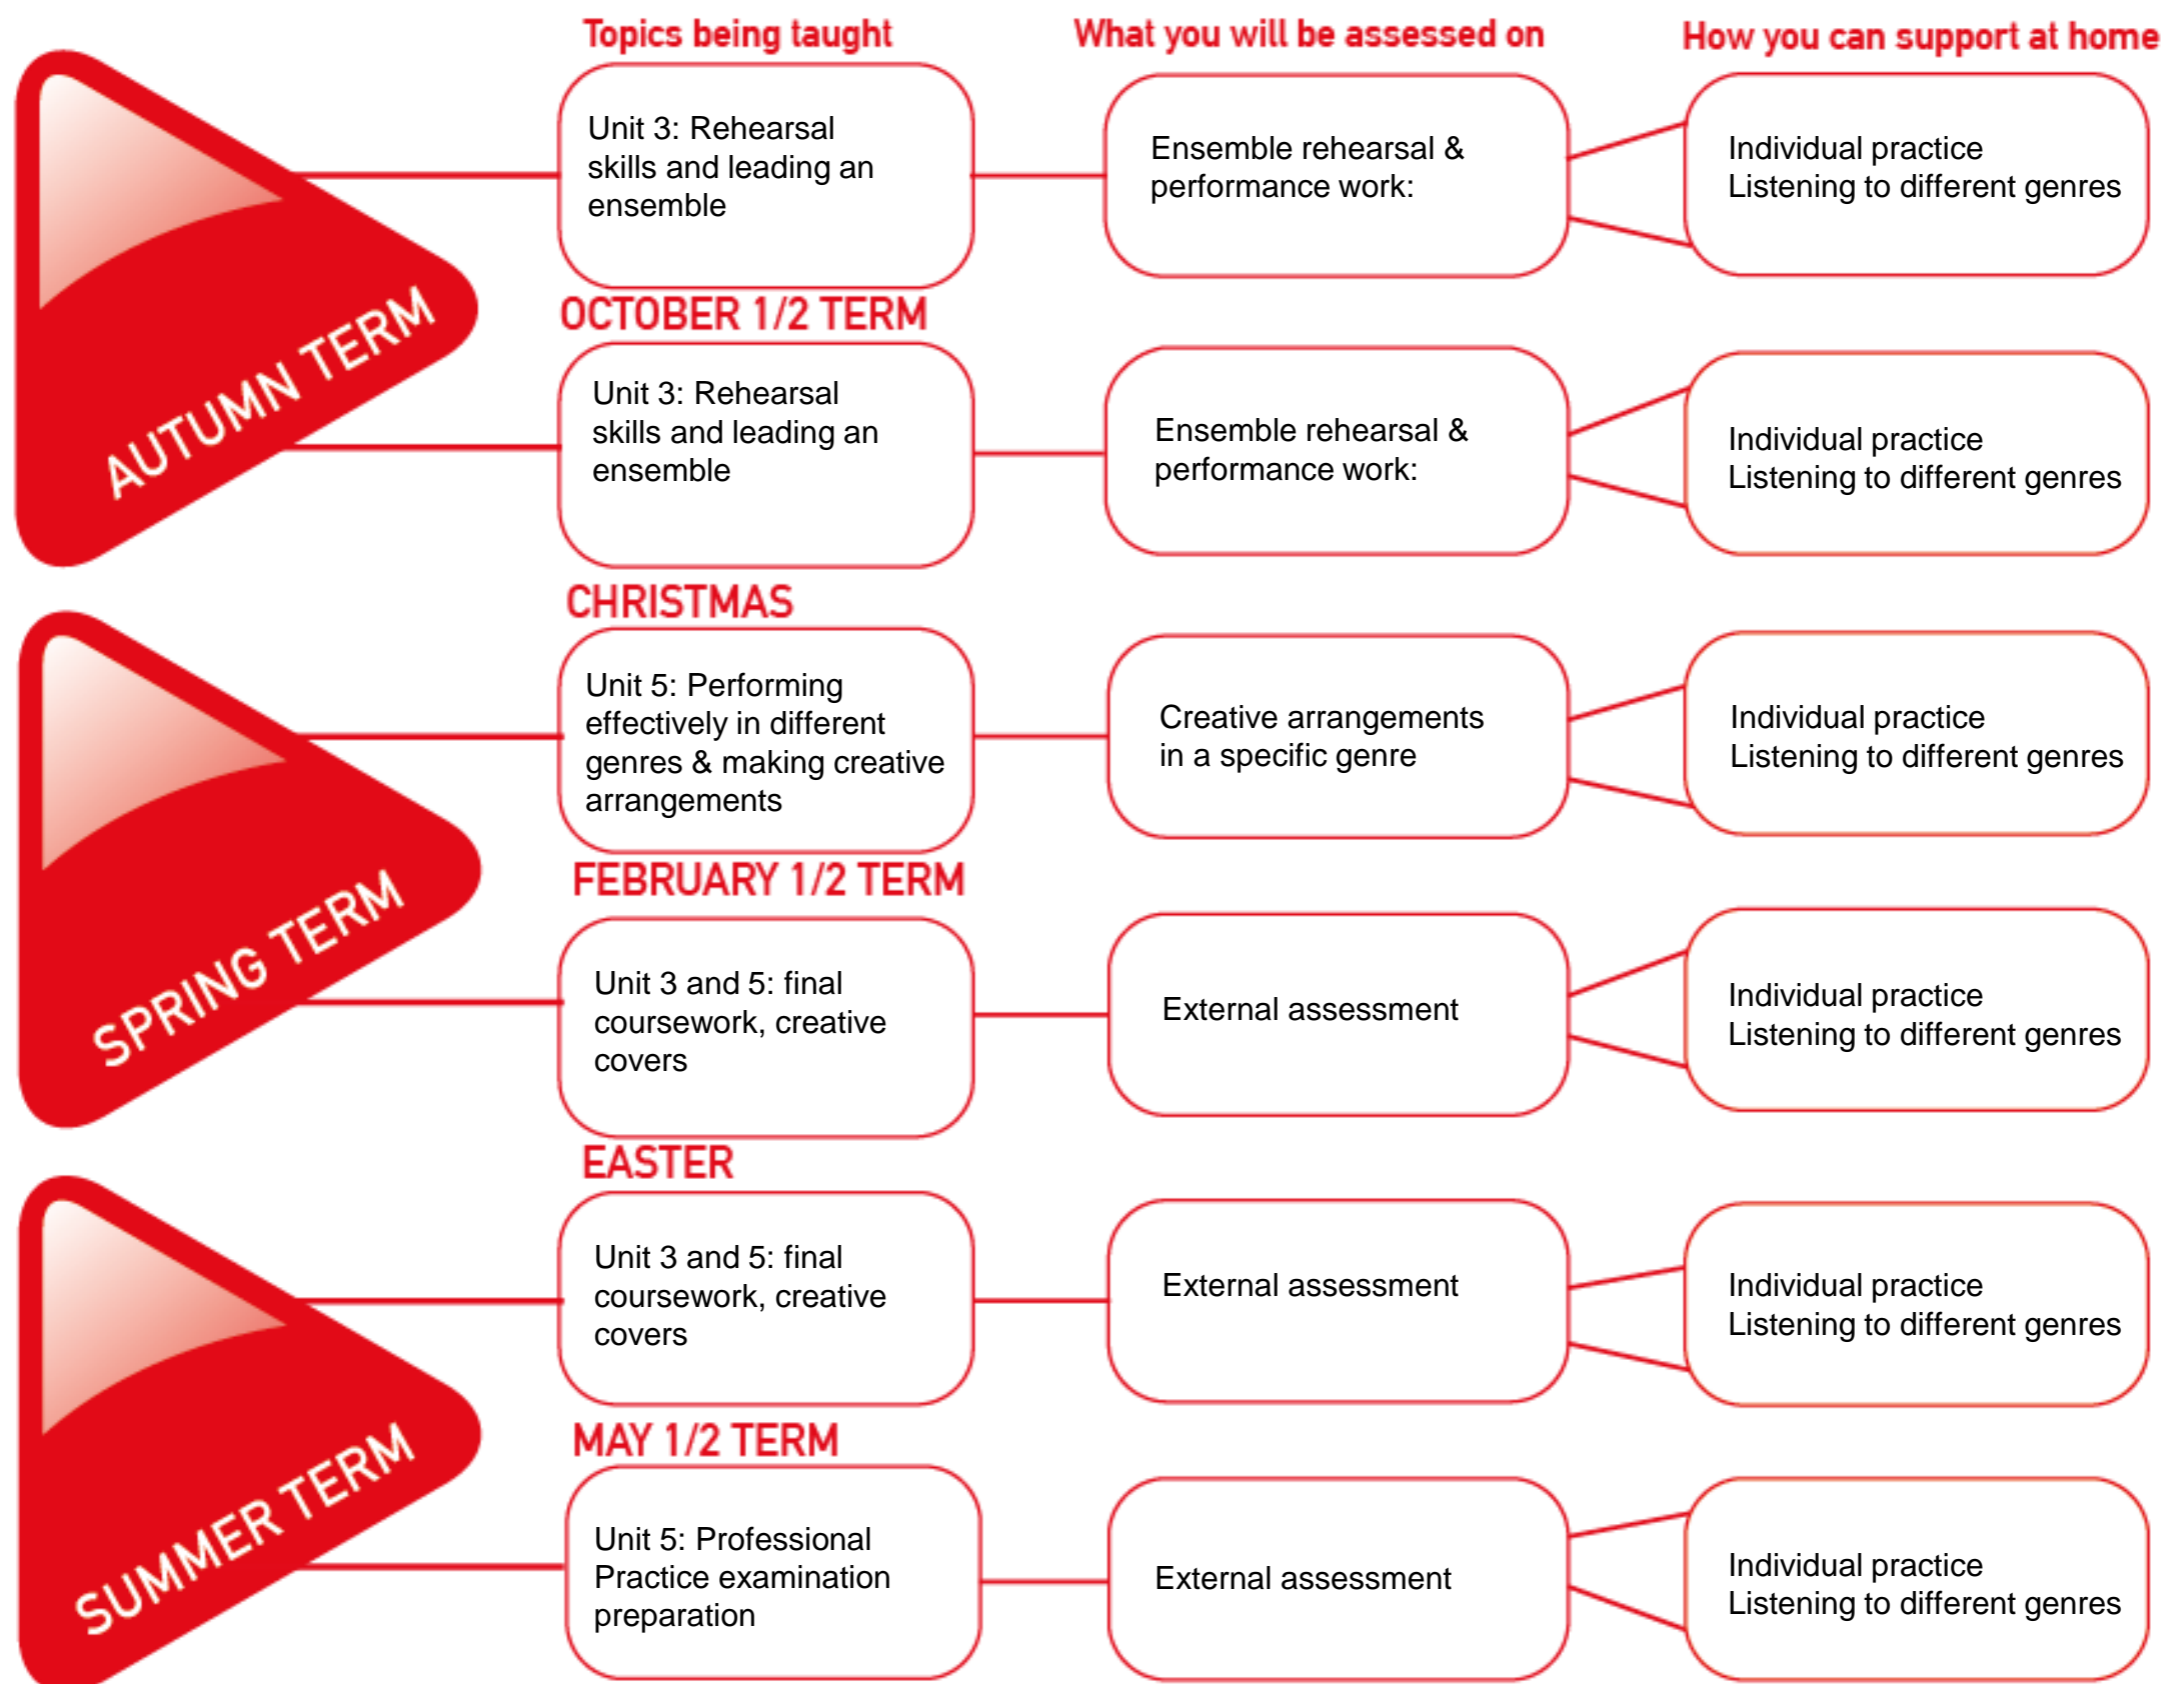 Topics being taught
What you will be assessed on
How you can support at home
AUTUMN TERM
Unit 3: Rehearsal
skills and leading an
ensemble
Ensemble rehearsal &
performance work:
Individual practice
Listening to different genres
OCTOBER 1/2 TERM
Unit 3: Rehearsal
skills and leading an
ensemble
Ensemble rehearsal &
performance work:
Individual practice
Listening to different genres
CHRISTMAS
SPRING TERM
Unit 5: Performing
effectively in different
genres & making creative
arrangements
Creative arrangements
in a specific genre
Individual practice
Listening to different genres
FEBRUARY 1/2 TERM
Unit 3 and 5: final
coursework, creative
covers
External assessment
Individual practice
Listening to different genres
EASTER
SUMMER TERM
Unit 3 and 5: final
coursework, creative
covers
External assessment
Individual practice
Listening to different genres
MAY 1/2 TERM
Unit 5: Professional
Practice examination
preparation
External assessment
Individual practice
Listening to different genres